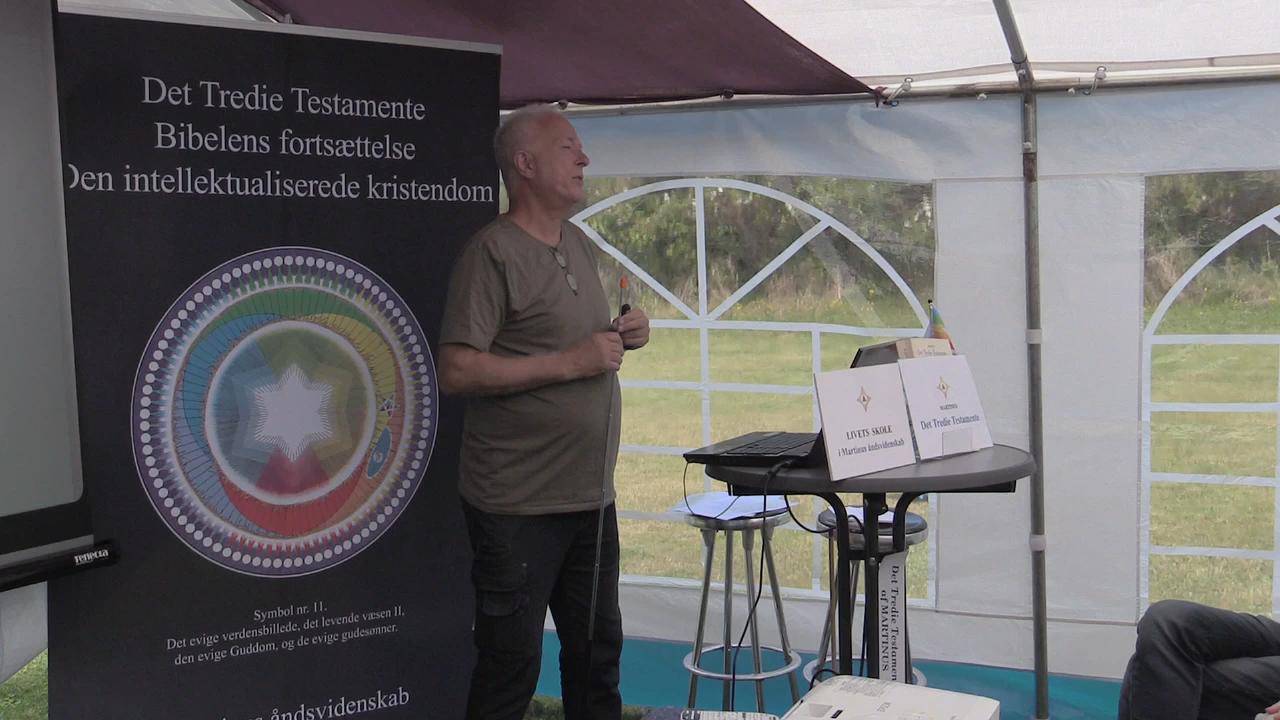 Det Tredie Testamente
Bibelens fortsættelse
Den intellektualiserede kristendom
Symbol nr. 11.
Det evige verdensbillede, det levende væsen II,
den evige Guddom, og de evige gudesønner.
åndsvidenskab
LIVETS SKOLE
i Martinus åndsvidenskab
MARTINUS
Det Tredie Testamente
Det Tredie Testamente
af MARTINUS